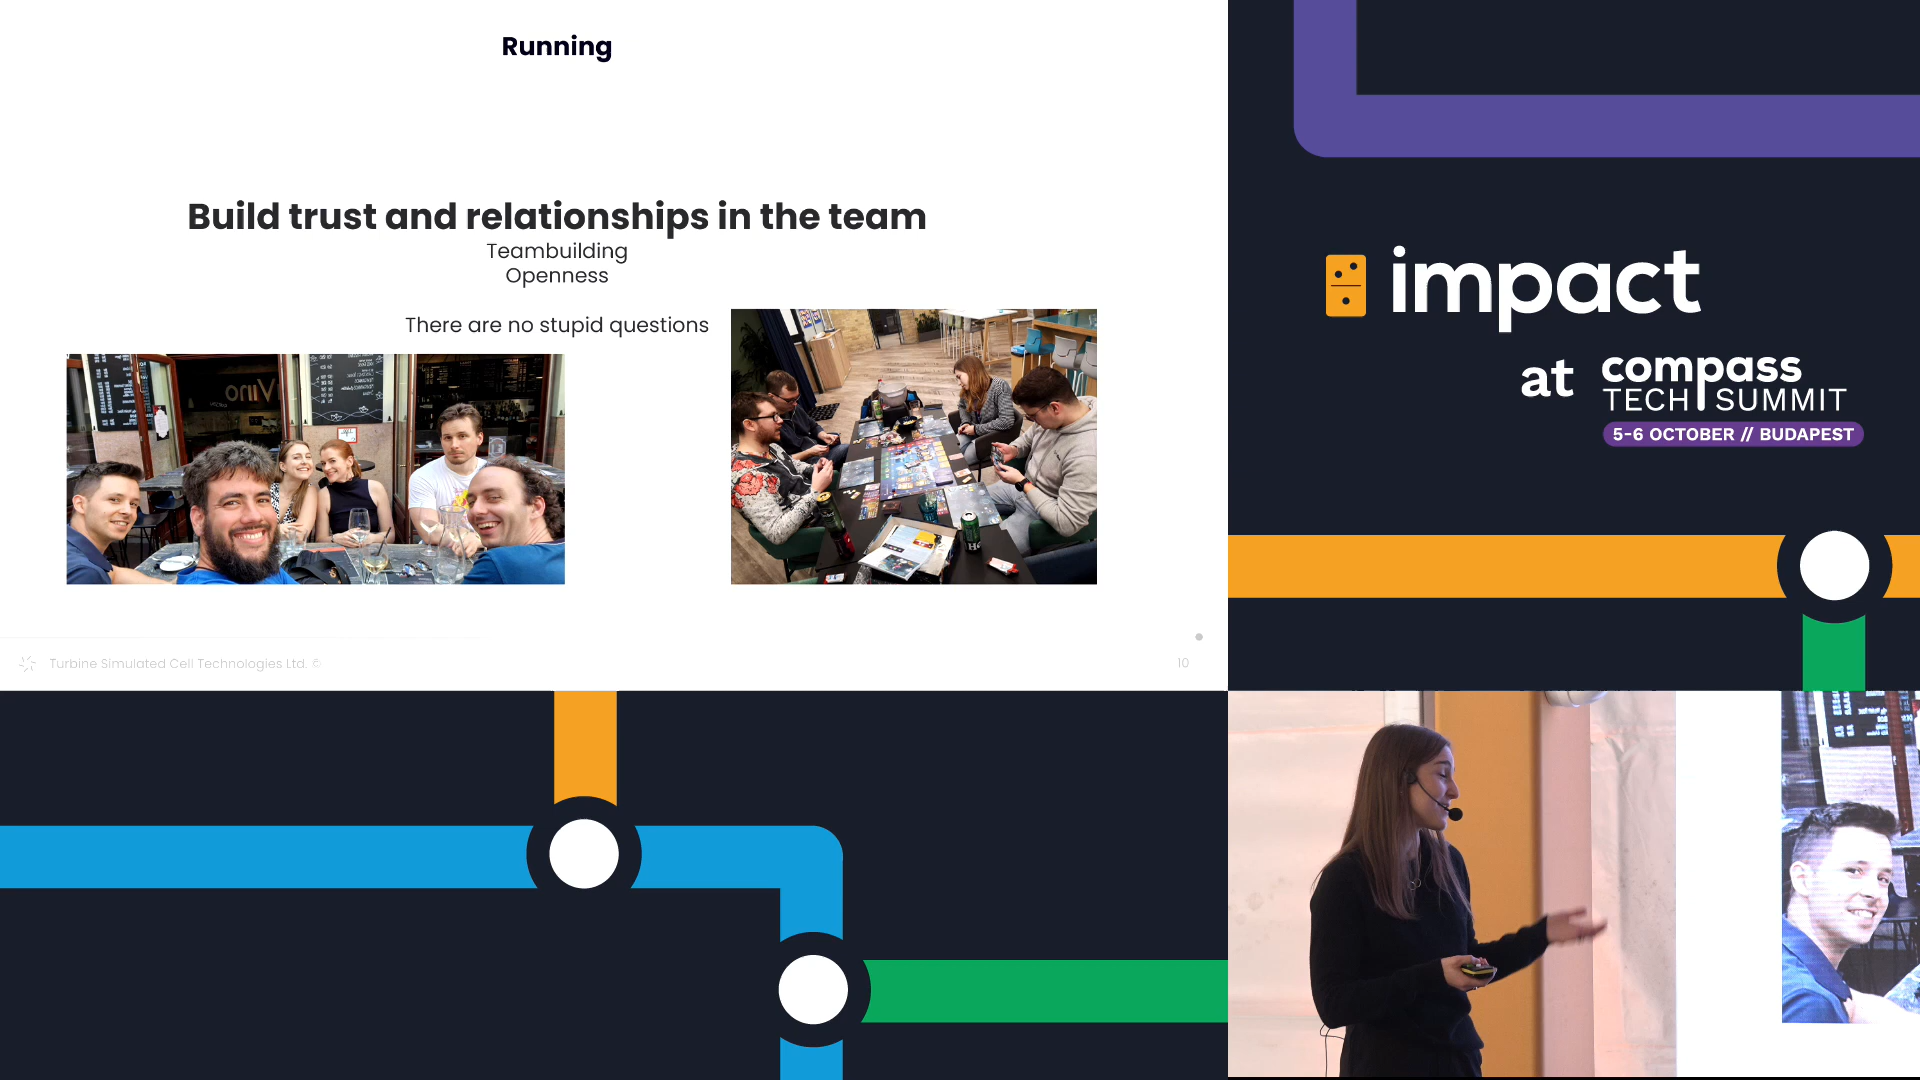 Running
Build trust and relationships in the team
Teambuilding
Openness
There are no stupid questions
Vino
Turbine Simulated Cell Technologies Ltd. ©
10
impact
at
compass
TECH SUMMIT
5-6 OCTOBER // BUDAPEST